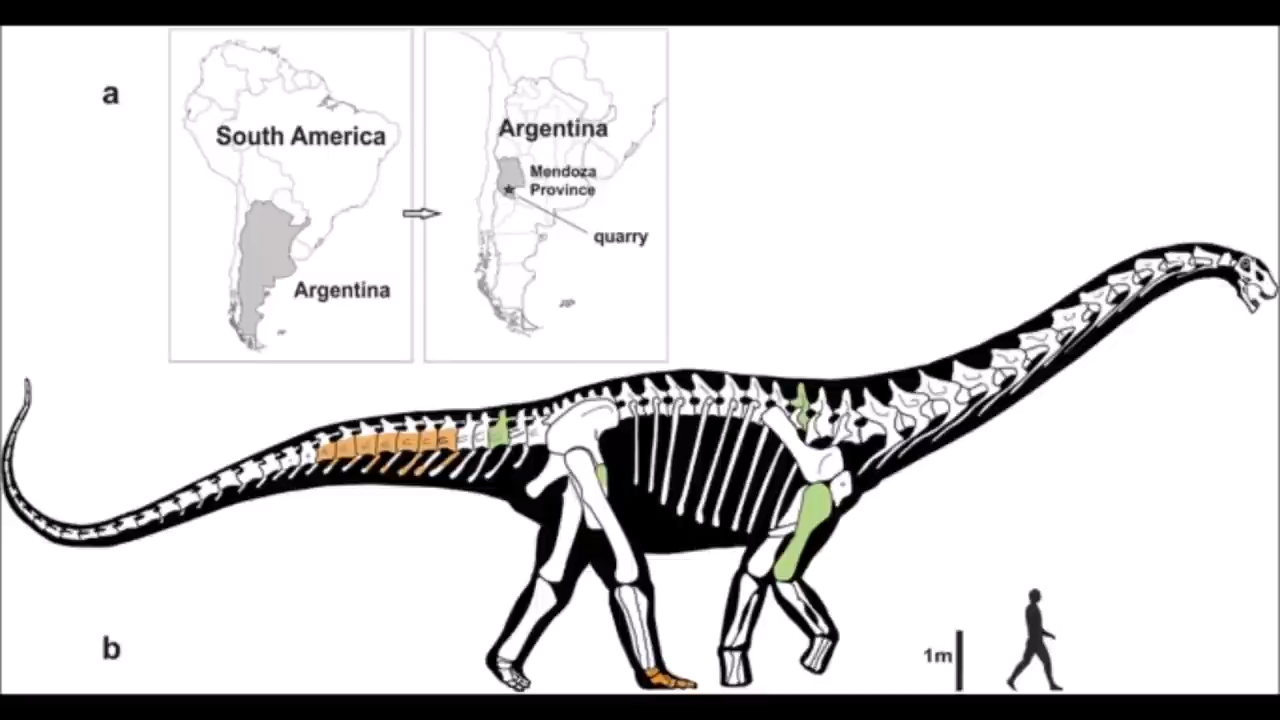 a
South America
Argentina
Argentina
Mendoza
Province
quarry
b
1m